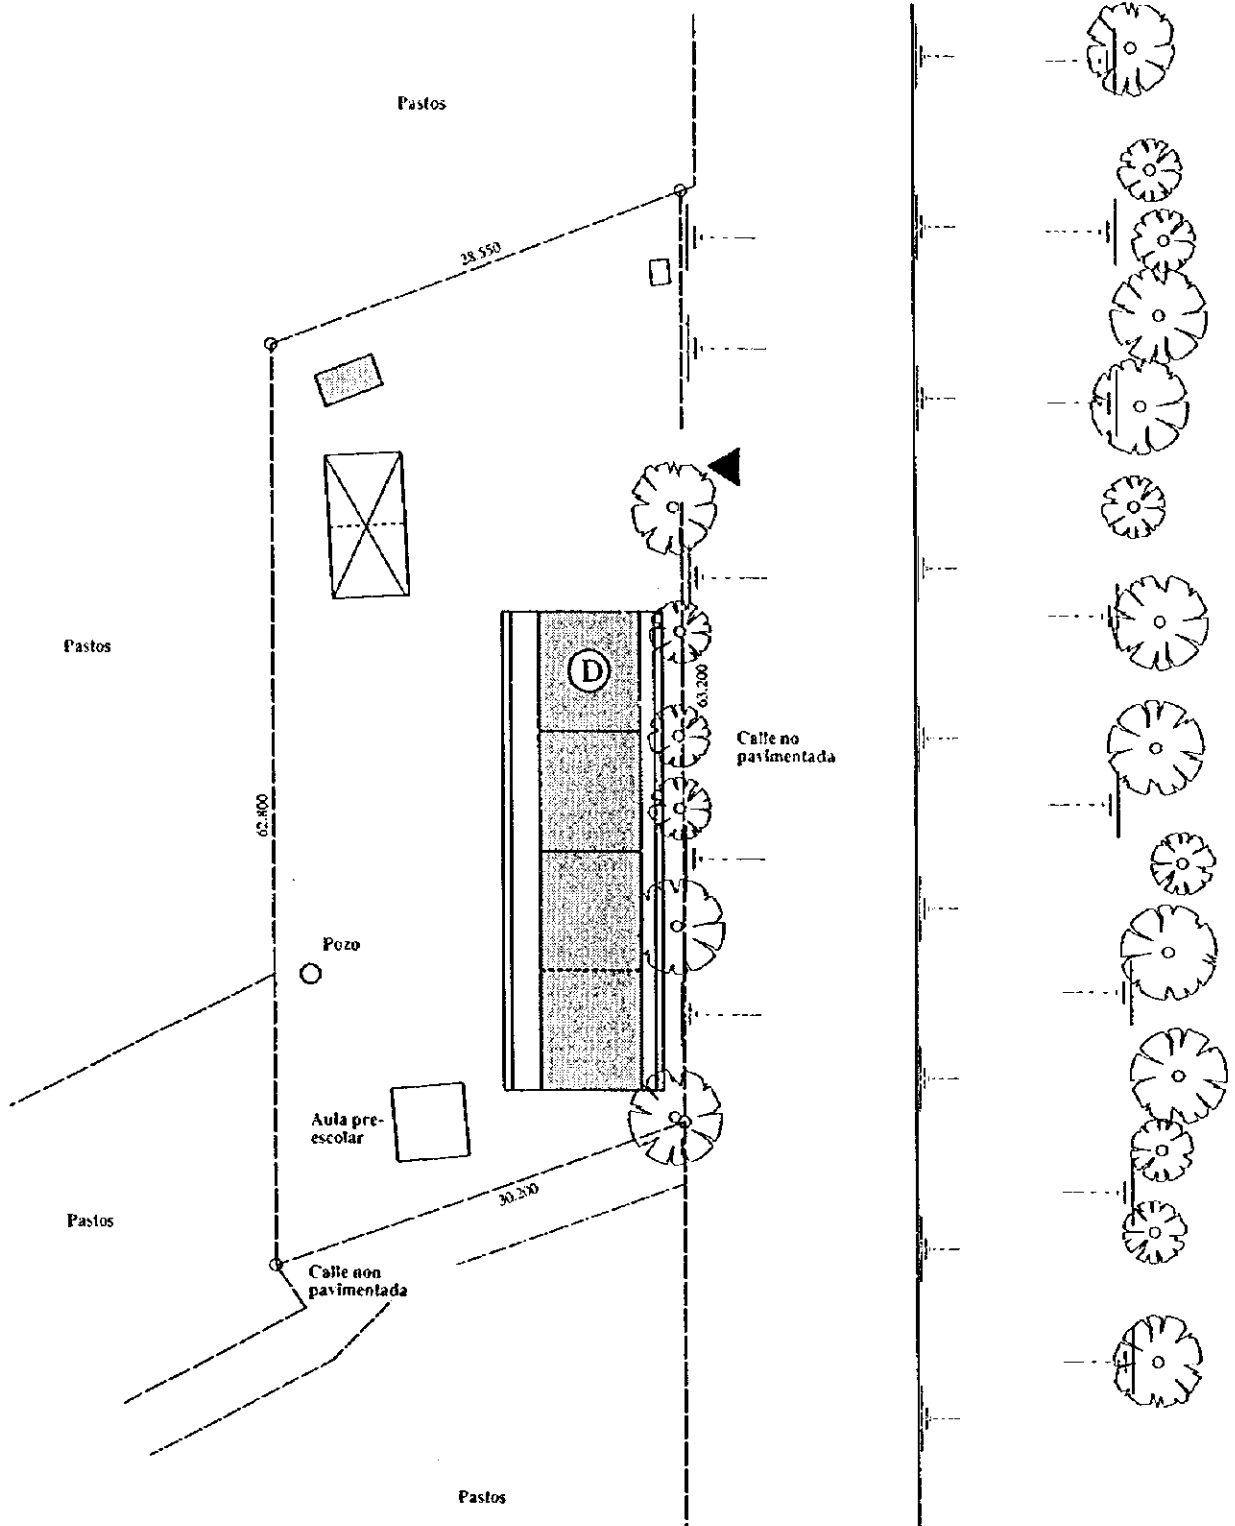 Pastos
28.550
Pastos
D
63.200
Calle no
pavimentada
62.800
Pozo
Aula pre-
escolar
30.200
Pastos
Calle non
pavimentada
Pastos